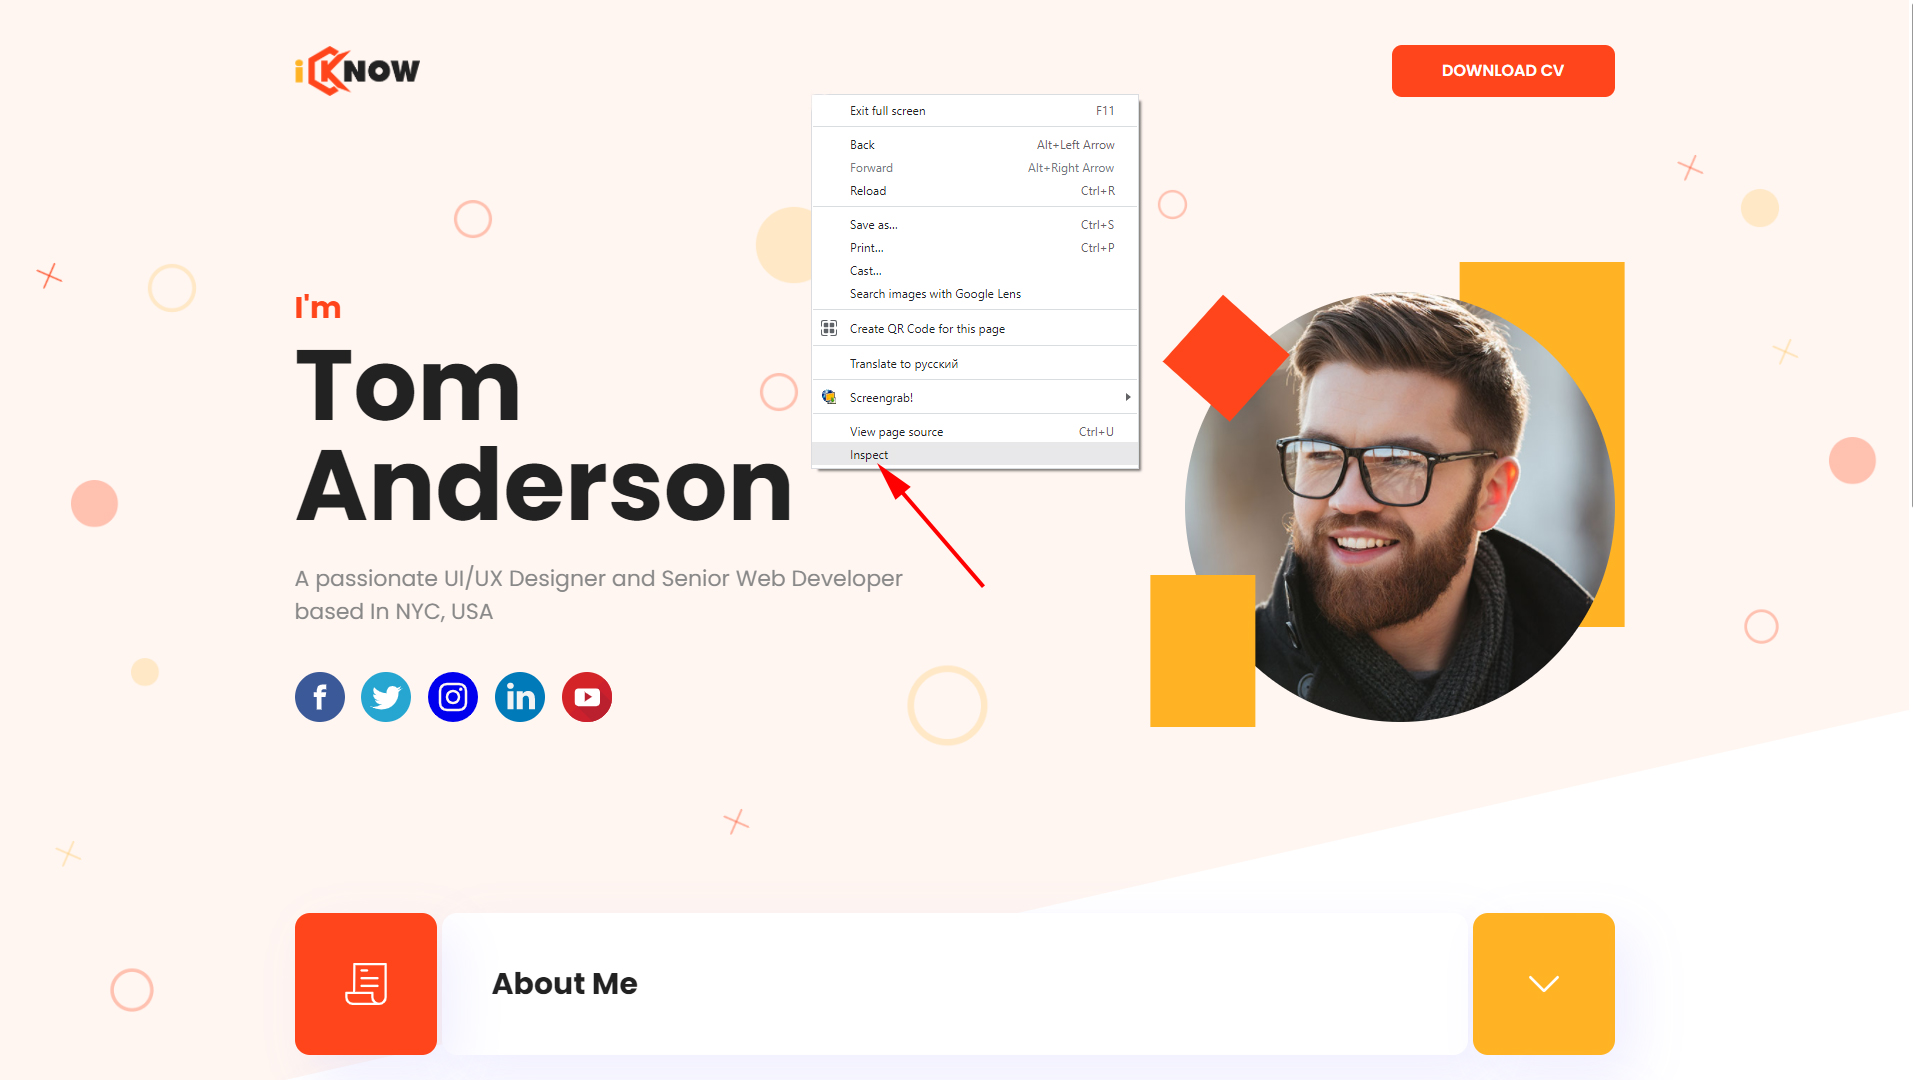 iKNOW
DOWNLOAD CV
Exit full screen F11
Back Alt+Left Arrow
Forward Alt+Right Arrow
Reload Ctrl+R
Save as... Ctrl+S
Print... Ctrl+P
Cast...
Search images with Google Lens
Create QR Code for this page
Translate to русский
Screengrab!
View page source Ctrl+U
Inspect
I'm
Tom
Anderson
A passionate UI/UX Designer and Senior Web Developer
based In NYC, USA
About Me